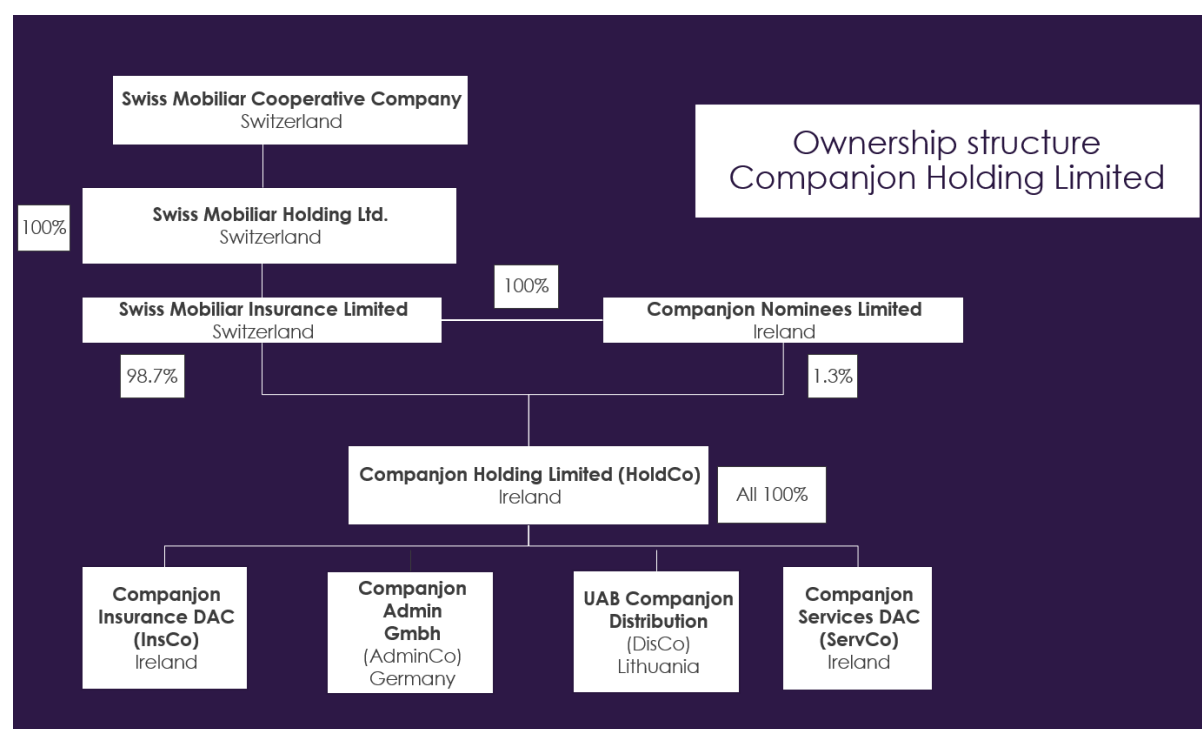 Swiss Mobiliar Cooperative Company
Switzerland
Ownership structure
Companjon Holding Limited
Swiss Mobiliar Holding Ltd.
Switzerland
100%
100%
Swiss Mobiliar Insurance Limited
Switzerland
Companjon Nominees Limited
Ireland
98.7%
1.3%
Companjon Holding Limited (HoldCo)
Ireland
All 100%
Companjon
Insurance DAC
(InsCo)
Ireland
Companjon
Admin
Gmbh
(AdminCo)
Germany
UAB Companjon
Distribution
(DisCo)
Lithuania
Companjon
Services DAC
(ServCo)
Ireland